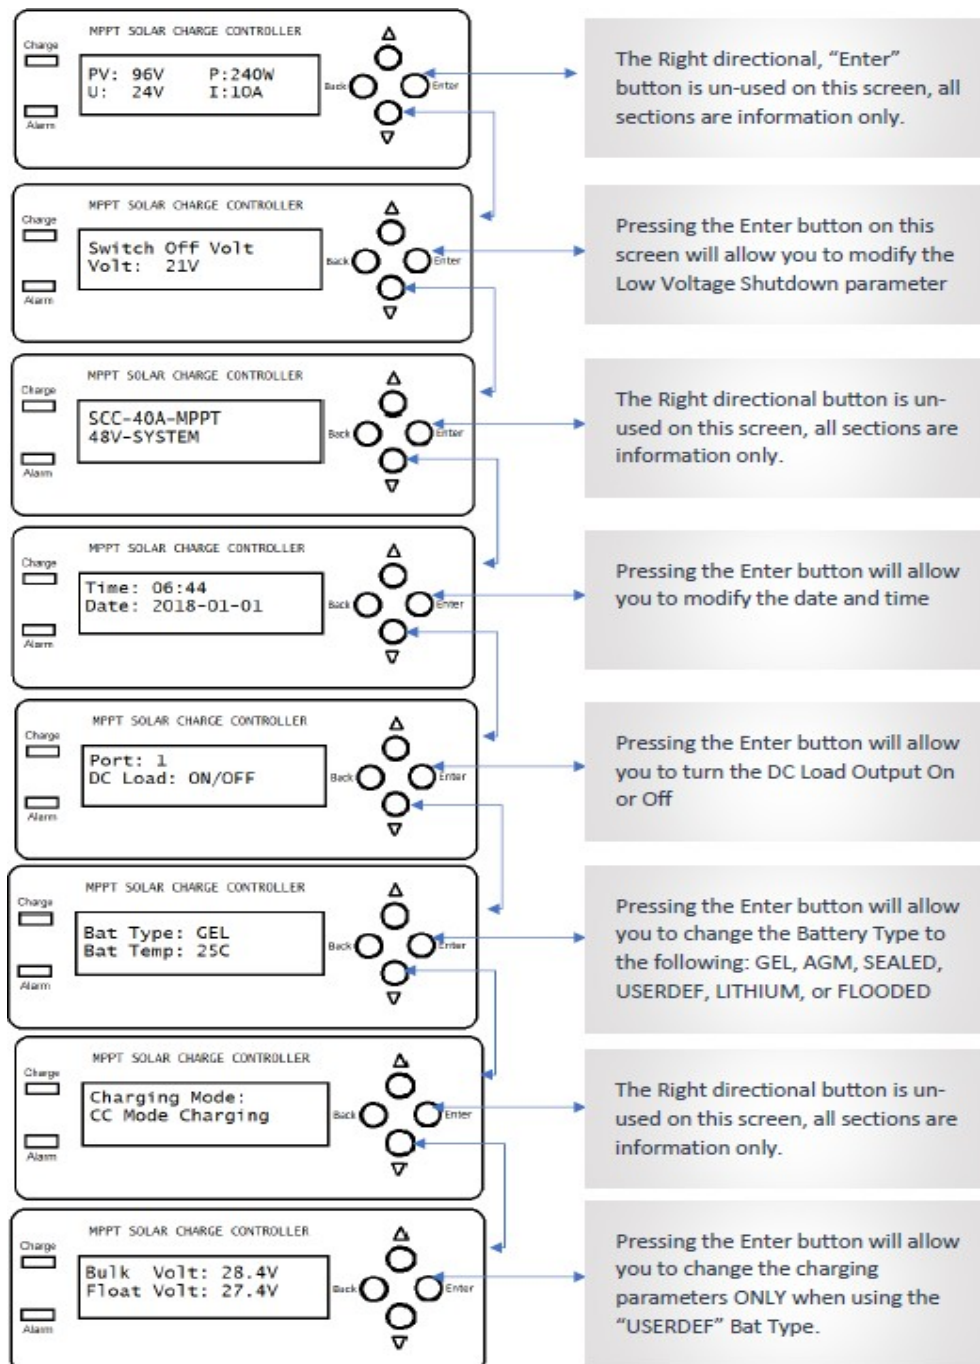 MPPT SOLAR CHARGE CONTROLLER
Charge
PV: 96V P:240W
U: 24V I:10A
Back
Enter
Alarm
The Right directional, “Enter”
button is un-used on this screen, all
sections are information only.
MPPT SOLAR CHARGE CONTROLLER
Charge
Switch Off Volt
Volt: 21V
Back
Enter
Alarm
Pressing the Enter button on this
screen will allow you to modify the
Low Voltage Shutdown parameter
MPPT SOLAR CHARGE CONTROLLER
Charge
SCC-40A-MPPT
48V-SYSTEM
Back
Enter
Alarm
The Right directional button is un-
used on this screen, all sections are
information only.
MPPT SOLAR CHARGE CONTROLLER
Charge
Time: 06:44
Date: 2018-01-01
Back
Enter
Alarm
Pressing the Enter button will allow
you to modify the date and time
MPPT SOLAR CHARGE CONTROLLER
Charge
Port: 1
DC Load: ON/OFF
Back
Enter
Alarm
Pressing the Enter button will allow
you to turn the DC Load Output On
or Off
MPPT SOLAR CHARGE CONTROLLER
Charge
Bat Type: GEL
Bat Temp: 25C
Back
Enter
Alarm
Pressing the Enter button will allow
you to change the Battery Type to
the following: GEL, AGM, SEALED,
USERDEF, LITHIUM, or FLOODED
MPPT SOLAR CHARGE CONTROLLER
Charge
Charging Mode:
CC Mode Charging
Back
Enter
Alarm
The Right directional button is un-
used on this screen, all sections are
information only.
MPPT SOLAR CHARGE CONTROLLER
Charge
Bulk Volt: 28.4V
Float Volt: 27.4V
Back
Enter
Alarm
Pressing the Enter button will allow
you to change the charging
parameters ONLY when using the
“USERDEF” Bat Type.